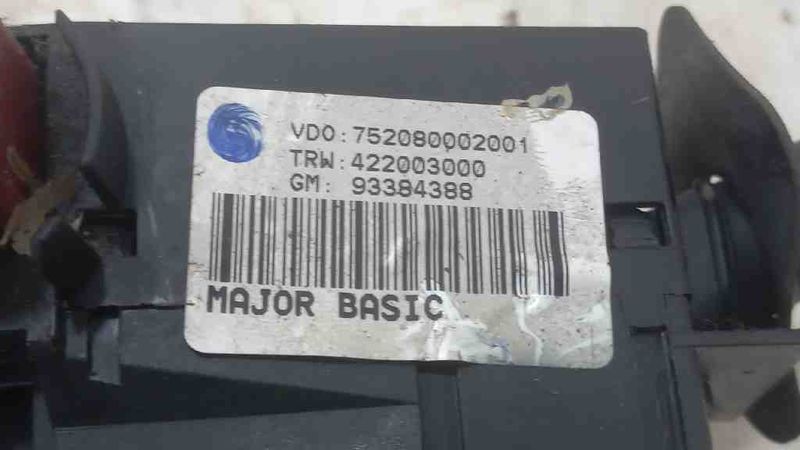 VDO: 752080002001
TRW: 422003000
GM: 93384388
MAJOR BASIC